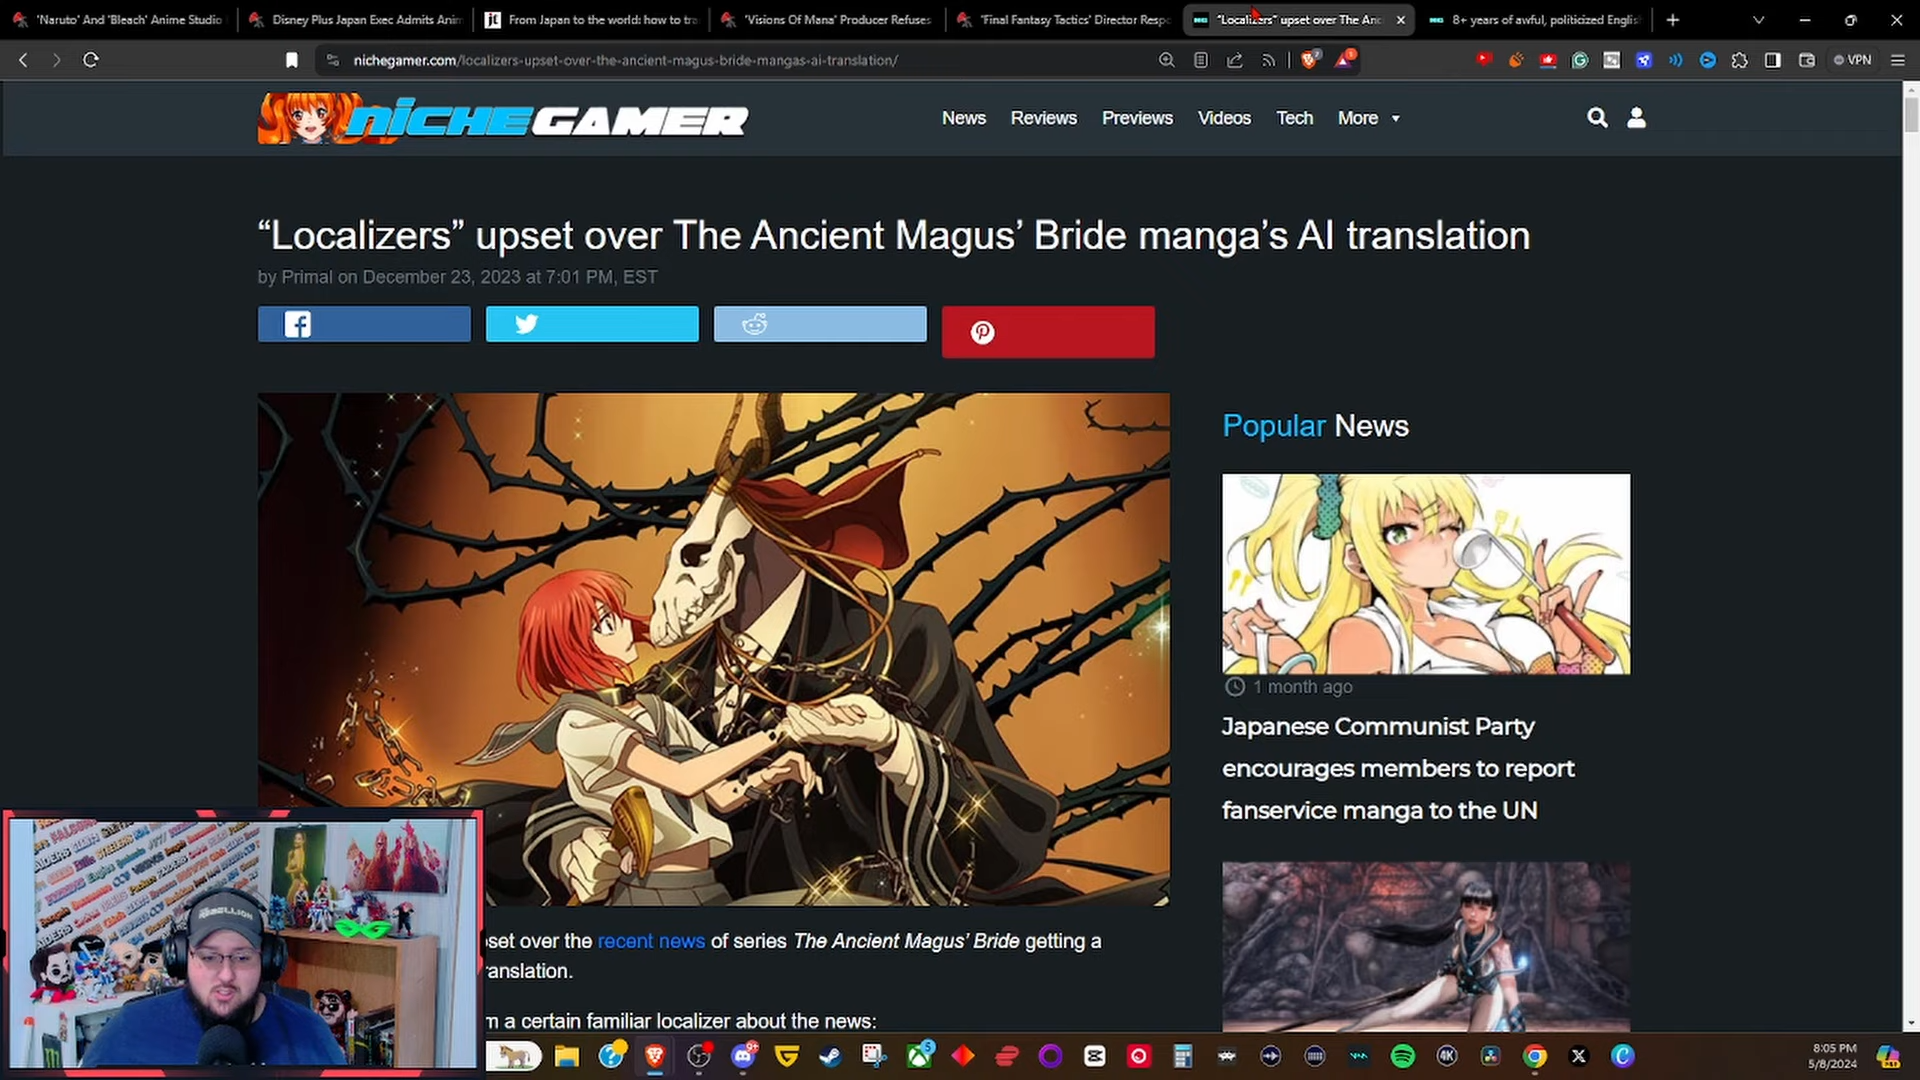 'Naruto' And 'Bleach' Anime Studio
Disney Plus Japan Exec Admits Anim
From Japan to the world: how to tra
'Visions Of Mana' Producer Refuses
'Final Fantasy Tactics' Director Respo
“Localizers” upset over The Anc
8+ years of awful, politicized English
nichegamer.com/localizers-upset-over-the-ancient-magus-bride-mangas-ai-translation/
VPN
NICHEGAMER
News
Reviews
Previews
Videos
Tech
More
“Localizers” upset over The Ancient Magus’ Bride manga’s AI translation
by Primal on December 23, 2023 at 7:01 PM, EST
Popular News
1 month ago
Japanese Communist Party
encourages members to report
fanservice manga to the UN
set over the recent news of series The Ancient Magus’ Bride getting a
ranslation.
m a certain familiar localizer about the news:
REBELLION
8:05 PM
5/8/2024